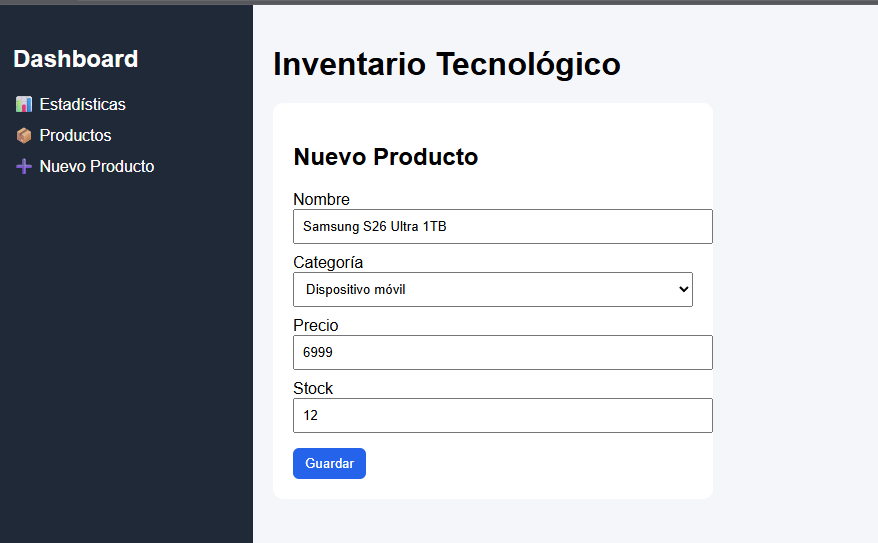 Dashboard
Estadísticas
Productos
Nuevo Producto
Inventario Tecnológico
Nuevo Producto
Nombre
Samsung S26 Ultra 1TB
Categoría
Dispositivo móvil
Precio
6999
Stock
12
Guardar